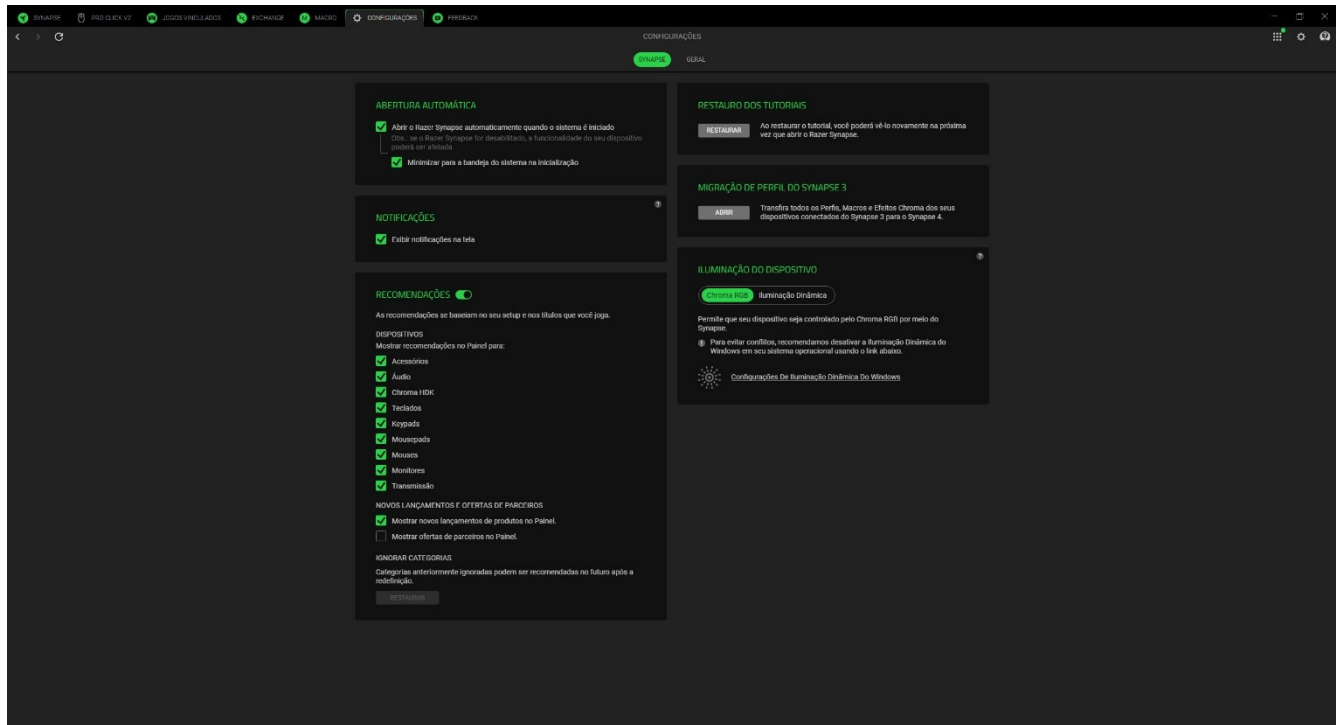 SYNAPSE
PRO CLICK V2
JOGOS VINCULADOS
EXCHANGE
MACRO
CONFIGURAÇÕES
FEEDBACK
CONFIGURAÇÕES
SYNAPSE
GERAL
ABERTURA AUTOMÁTICA
Abrir o Razer Synapse automaticamente quando o sistema é iniciado
Obs.: se o Razer Synapse for desabilitado, a funcionalidade do seu dispositivo
poderá ser afetada
Minimizar para a bandeja do sistema na inicialização
NOTIFICAÇÕES
Exibir notificações na tela
RECOMENDAÇÕES
As recomendações se baseiam no seu setup e nos títulos que você joga.
DISPOSITIVOS
Mostrar recomendações no Painel para:
Acessórios
Áudio
Chroma HDK
Teclados
Keypads
Mousepads
Mouses
Monitores
Transmissão
NOVOS LANÇAMENTOS E OFERTAS DE PARCEIROS
Mostrar novos lançamentos de produtos no Painel.
Mostrar ofertas de parceiros no Painel.
IGNORAR CATEGORIAS
Categorias anteriormente ignoradas podem ser recomendadas no futuro após a
redefinição.
RESTAURAR
RESTAURO DOS TUTORIAIS
RESTAURAR
Ao restaurar o tutorial, você poderá vê-lo novamente na próxima
vez que abrir o Razer Synapse.
MIGRAÇÃO DE PERFIL DO SYNAPSE 3
ABRIR
Transfira todos os Perfis, Macros e Efeitos Chroma dos seus
dispositivos conectados do Synapse 3 para o Synapse 4.
ILUMINAÇÃO DO DISPOSITIVO
Chroma RGB
Iluminação Dinâmica
Permite que seu dispositivo seja controlado pelo Chroma RGB por meio do
Synapse.
Para evitar conflitos, recomendamos desativar a Iluminação Dinâmica do
Windows em seu sistema operacional usando o link abaixo.
Configurações De Iluminação Dinâmica Do Windows